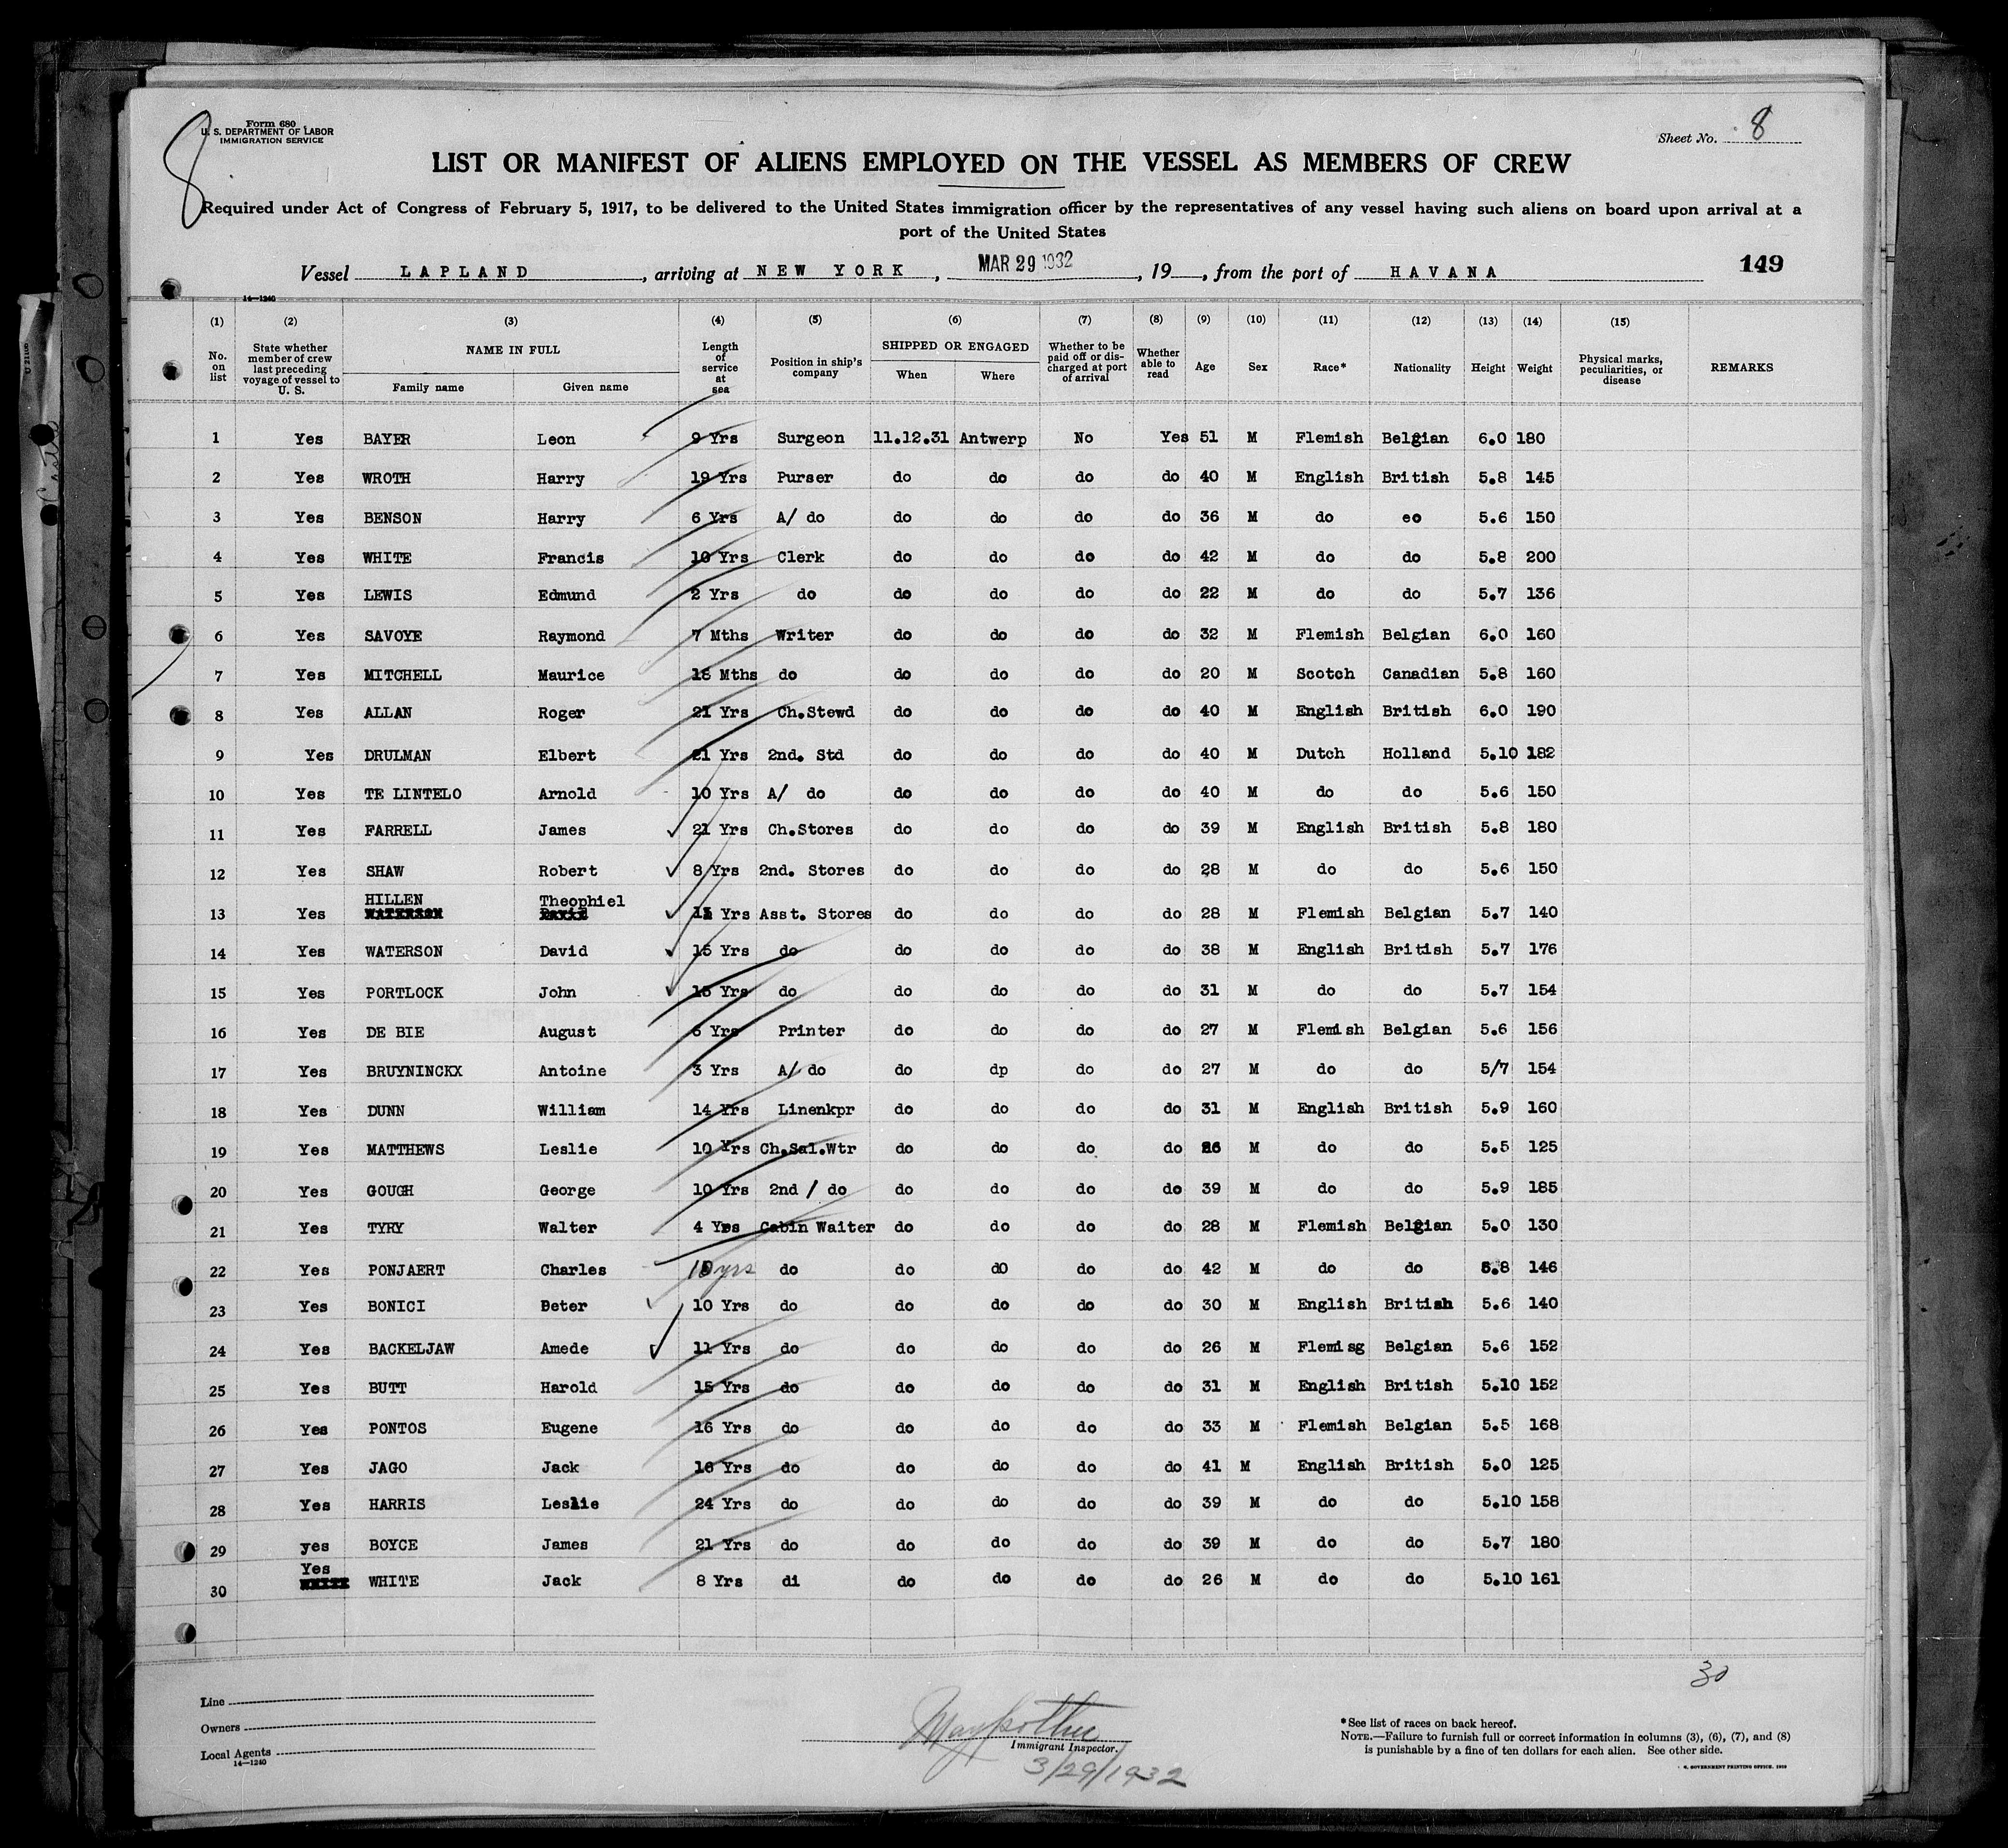 8
Form 680
U. S. DEPARTMENT OF LABOR
IMMIGRATION SERVICE
Sheet No. 8
LIST OR MANIFEST OF ALIENS EMPLOYED ON THE VESSEL AS MEMBERS OF CREW
Required under Act of Congress of February 5, 1917, to be delivered to the United States immigration officer by the representatives of any vessel having such aliens on board upon arrival at a
port of the United States
Vessel LAPLAND, arriving at NEW YORK, MAR 29 1932, 19, from the port of HAVANA 149
14—1240
(1) (2) (3) (4) (5) (6) (7) (8) (9) (10) (11) (12) (13) (14) (15)
No. on list State whether member of crew last preceding voyage of vessel to U. S. NAME IN FULL Family name Given name Length of service at sea Position in ship's company SHIPPED OR ENGAGED When Where Whether to be paid off or discharged at port of arrival Whether able to read Age Sex Race* Nationality Height Weight Physical marks, peculiarities, or disease REMARKS
1 Yes BAYER Leon 9 Yrs Surgeon 11.12.31 Antwerp No Yes 51 M Flemish Belgian 6.0 180
2 Yes WROTH Harry 19 Yrs Purser do do do do 40 M English British 5.8 145
3 Yes BENSON Harry 6 Yrs A/ do do do do do 36 M do eo 5.6 150
4 Yes WHITE Francis 10 Yrs Clerk do do do do 42 M do do 5.8 200
5 Yes LEWIS Edmund 2 Yrs do do do do do 22 M do do 5.7 136
6 Yes SAVOYE Raymond 7 Mths Writer do do do do 32 M Flemish Belgian 6.0 160
7 Yes MITCHELL Maurice 18 Mths do do do do do 20 M Scotch Canadian 5.8 160
8 Yes ALLAN Roger 21 Yrs Ch.Stewd do do do do 40 M English British 6.0 190
9 Yes DRULMAN Elbert 21 Yrs 2nd. Std do do do do 40 M Dutch Holland 5.10 182
10 Yes TE LINTELO Arnold 10 Yrs A/ do do do do do 40 M do do 5.6 150
11 Yes FARRELL James 21 Yrs Ch.Stores do do do do 39 M English British 5.8 180
12 Yes SHAW Robert 8 Yrs 2nd. Stores do do do do 28 M do do 5.6 150
HILLEN Theophiel
13 Yes WATERSON David 11 Yrs Asst. Stores do do do do 28 M Flemish Belgian 5.7 140
14 Yes WATERSON David 15 Yrs do do do do do 38 M English British 5.7 176
15 Yes PORTLOCK John 15 Yrs do do do do do 31 M do do 5.7 154
16 Yes DE BIE August 6 Yrs Printer do do do do 27 M Flemish Belgian 5.6 156
17 Yes BRUYNINCKX Antoine 3 Yrs A/ do do dp do do 27 M do do 5/7 154
18 Yes DUNN William 14 Yrs Linenkpr do do do do 31 M English British 5.9 160
19 Yes MATTHEWS Leslie 10 Yrs Ch.Sal.Wtr do do do do 26 M do do 5.5 125
20 Yes GOUGH George 10 Yrs 2nd / do do do do do 39 M do do 5.9 185
21 Yes TYRY Walter 4 Yrs Cabin Waiter do do do do 28 M Flemish Belgian 5.0 130
22 Yes PONJAERT Charles yrs do do dO do do 42 M do do 5.8 146
23 Yes BONICI Peter 10 Yrs do do do do do 30 M English British 5.6 140
24 Yes BACKELJAW Amede 11 Yrs do do do do do 26 M Flemisg Belgian 5.6 152
25 Yes BUTT Harold 15 Yrs do do do do do 31 M English British 5.10 152
26 Yes PONTOS Eugene 16 Yrs do do do do do 33 M Flemish Belgian 5.5 168
27 Yes JAGO Jack 16 Yrs do do do do do 41 M English British 5.0 125
28 Yes HARRIS Leslie 24 Yrs do do do do do 39 M do do 5.10 158
29 yes BOYCE James 21 Yrs do do do do do 39 M do do 5.7 180
Yes
30 WHITE WHITE Jack 8 Yrs di do do do do 26 M do do 5.10 161
30
Line
Owners
Local Agents
14—1240
Immigrant Inspector.
3/29/1932
*See list of races on back hereof.
NOTE.—Failure to furnish full or correct information in columns (3), (6), (7), and (8)
is punishable by a fine of ten dollars for each alien. See other side.
GOVERNMENT PRINTING OFFICE